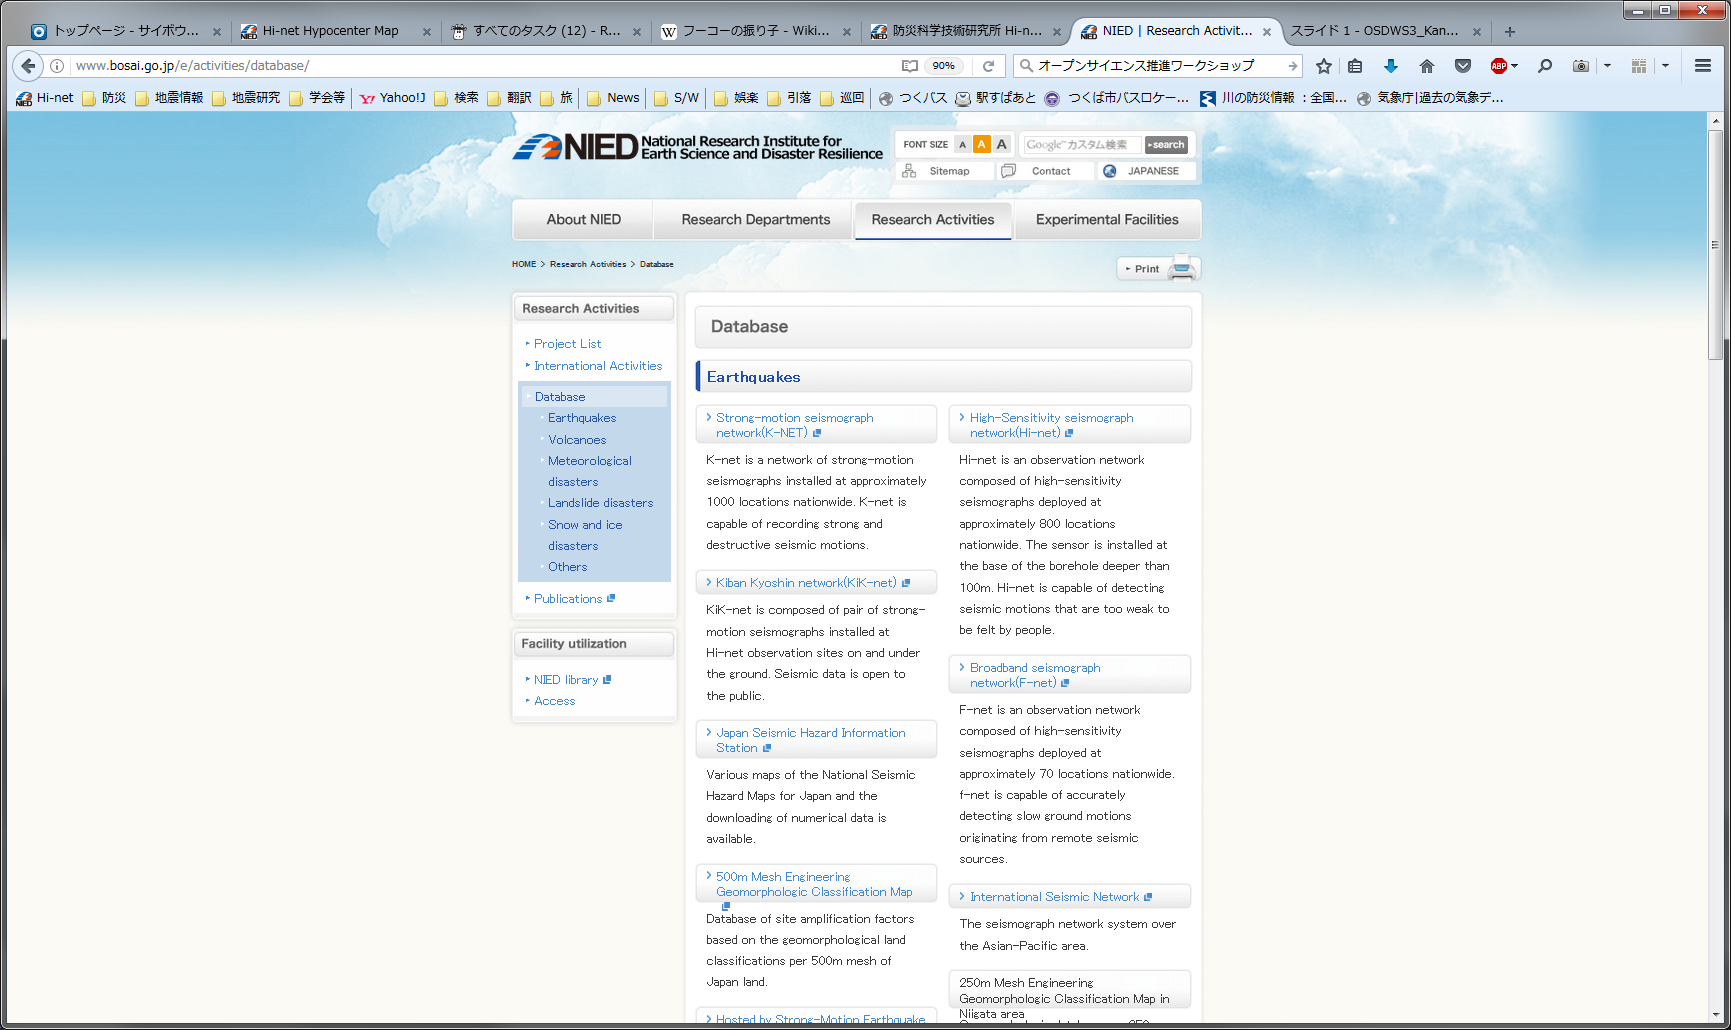 トップページ - サイボウ...
Hi-net Hypocenter Map
すべてのタスク (12) - R...
フーコーの振り子 - Wiki...
防災科学技術研究所 Hi-n...
NIED | Research Activit...
スライド 1 - OSDWS3_Kan...
www.bosai.go.jp/e/activities/database/
90%
オープンサイエンス推進ワークショップ
ABP
Hi-net
防災
地震情報
地震研究
学会等
Yahoo!J
検索
翻訳
旅
News
S/W
娯楽
引落
巡回
つくバス
駅すぱあと
つくば市バスロケー...
川の防災情報 : 全国...
気象庁|過去の気象デ...
NIED National Research Institute for
Earth Science and Disaster Resilience
FONT SIZE A A A
Google™カスタム検索
search
Sitemap
Contact
JAPANESE
About NIED
Research Departments
Research Activities
Experimental Facilities
HOME > Research Activities > Database
Print
Research Activities
Project List
International Activities
Database
Earthquakes
Volcanoes
Meteorological
disasters
Landslide disasters
Snow and ice
disasters
Others
Publications
Facility utilization
NIED library
Access
Database
Earthquakes
Strong-motion seismograph
network(K-NET)
K-net is a network of strong-motion
seismographs installed at approximately
1000 locations nationwide. K-net is
capable of recording strong and
destructive seismic motions.
Kiban Kyoshin network(KiK-net)
KiK-net is composed of pair of strong-
motion seismographs installed at
Hi-net observation sites on and under
the ground. Seismic data is open to
the public.
Japan Seismic Hazard Information
Station
Various maps of the National Seismic
Hazard Maps for Japan and the
downloading of numerical data is
available.
500m Mesh Engineering
Geomorphologic Classification Map
Database of site amplification factors
based on the geomorphological land
classifications per 500m mesh of
Japan land.
Hosted by Strong-Motion Earthquake
High-Sensitivity seismograph
network(Hi-net)
Hi-net is an observation network
composed of high-sensitivity
seismographs deployed at
approximately 800 locations
nationwide. The sensor is installed at
the base of the borehole deeper than
100m. Hi-net is capable of detecting
seismic motions that are too weak to
be felt by people.
Broadband seismograph
network(F-net)
F-net is an observation network
composed of high-sensitivity
seismographs deployed at
approximately 70 locations nationwide.
f-net is capable of accurately
detecting slow ground motions
originating from remote seismic
sources.
International Seismic Network
The seismograph network system over
the Asian-Pacific area.
250m Mesh Engineering
Geomorphologic Classification Map in
Niigata area